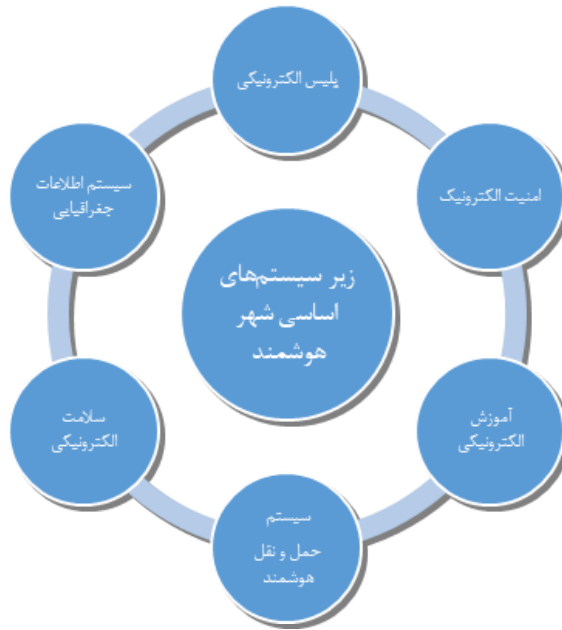 پلیس الکترونیکی
امنیت الکترونیک
آموزش
الکترونیکی
سیستم
حمل و نقل
هوشمند
سلامت
الکترونیکی
سیستم اطلاعات
جغرافیایی
زیر سیستم‌های
اساسی شهر
هوشمند